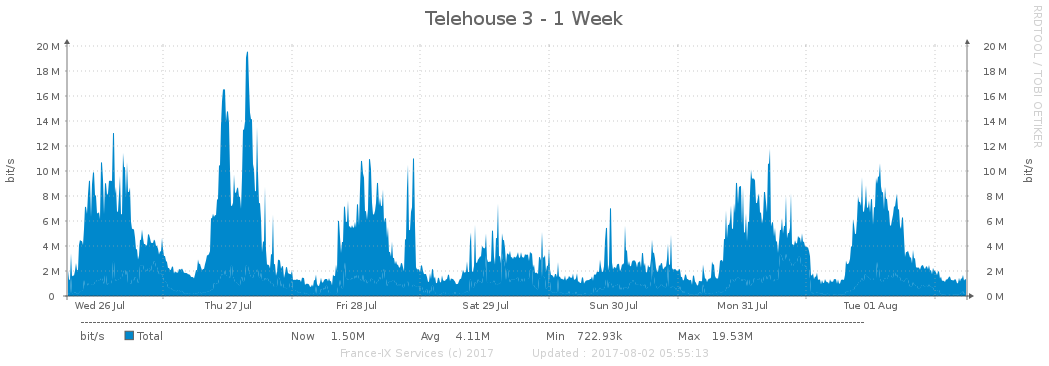 Telehouse 3 - 1 Week
RRDTOOL / TOBI OETIKER
bit/s
20 M 20 M
18 M 18 M
16 M 16 M
14 M 14 M
12 M 12 M
10 M 10 M
8 M 8 M
6 M 6 M
4 M 4 M
2 M 2 M
0 0 M
bit/s
Wed 26 Jul Thu 27 Jul Fri 28 Jul Sat 29 Jul Sun 30 Jul Mon 31 Jul Tue 01 Aug
bit/s Total Now 1.50M Avg 4.11M Min 722.93k Max 19.53M
France-IX Services (c) 2017 Updated : 2017-08-02 05:55:13